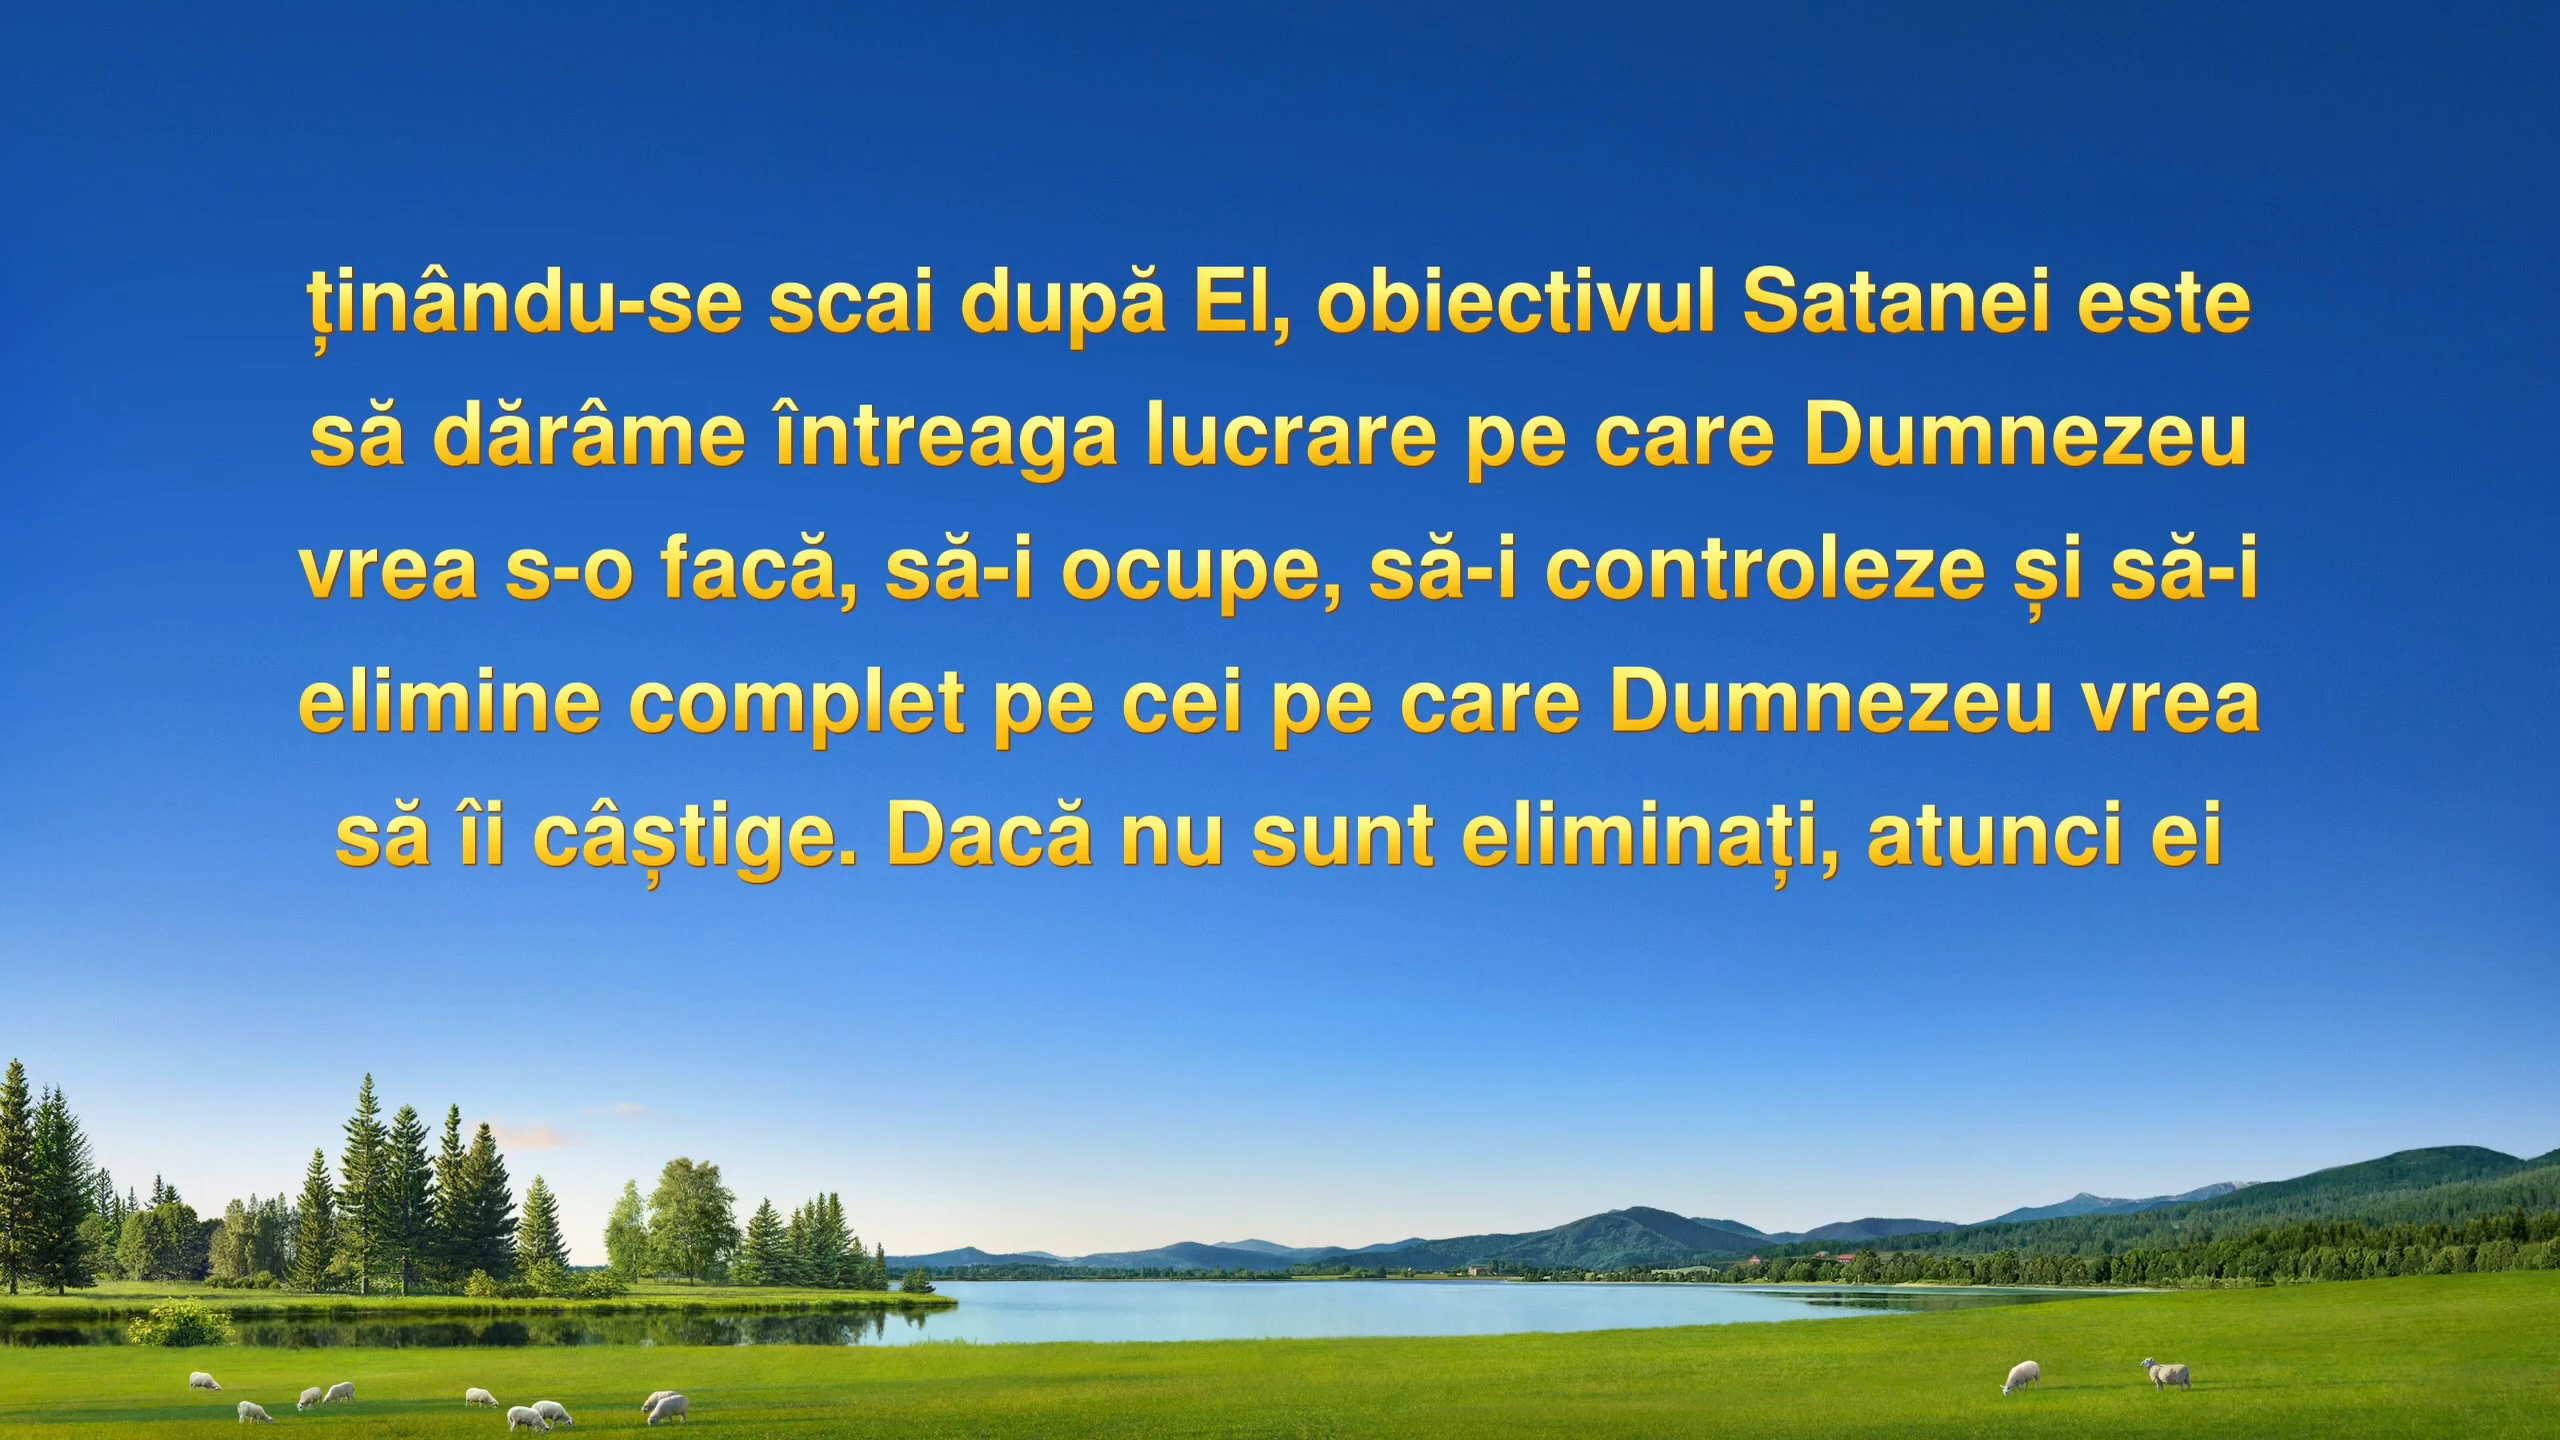 ținându-se scai după El, obiectivul Satanei este
să dărâme întreaga lucrare pe care Dumnezeu
vrea s-o facă, să-i ocupe, să-i controleze și să-i
elimine complet pe cei pe care Dumnezeu vrea
să îi câștige. Dacă nu sunt eliminați, atunci ei